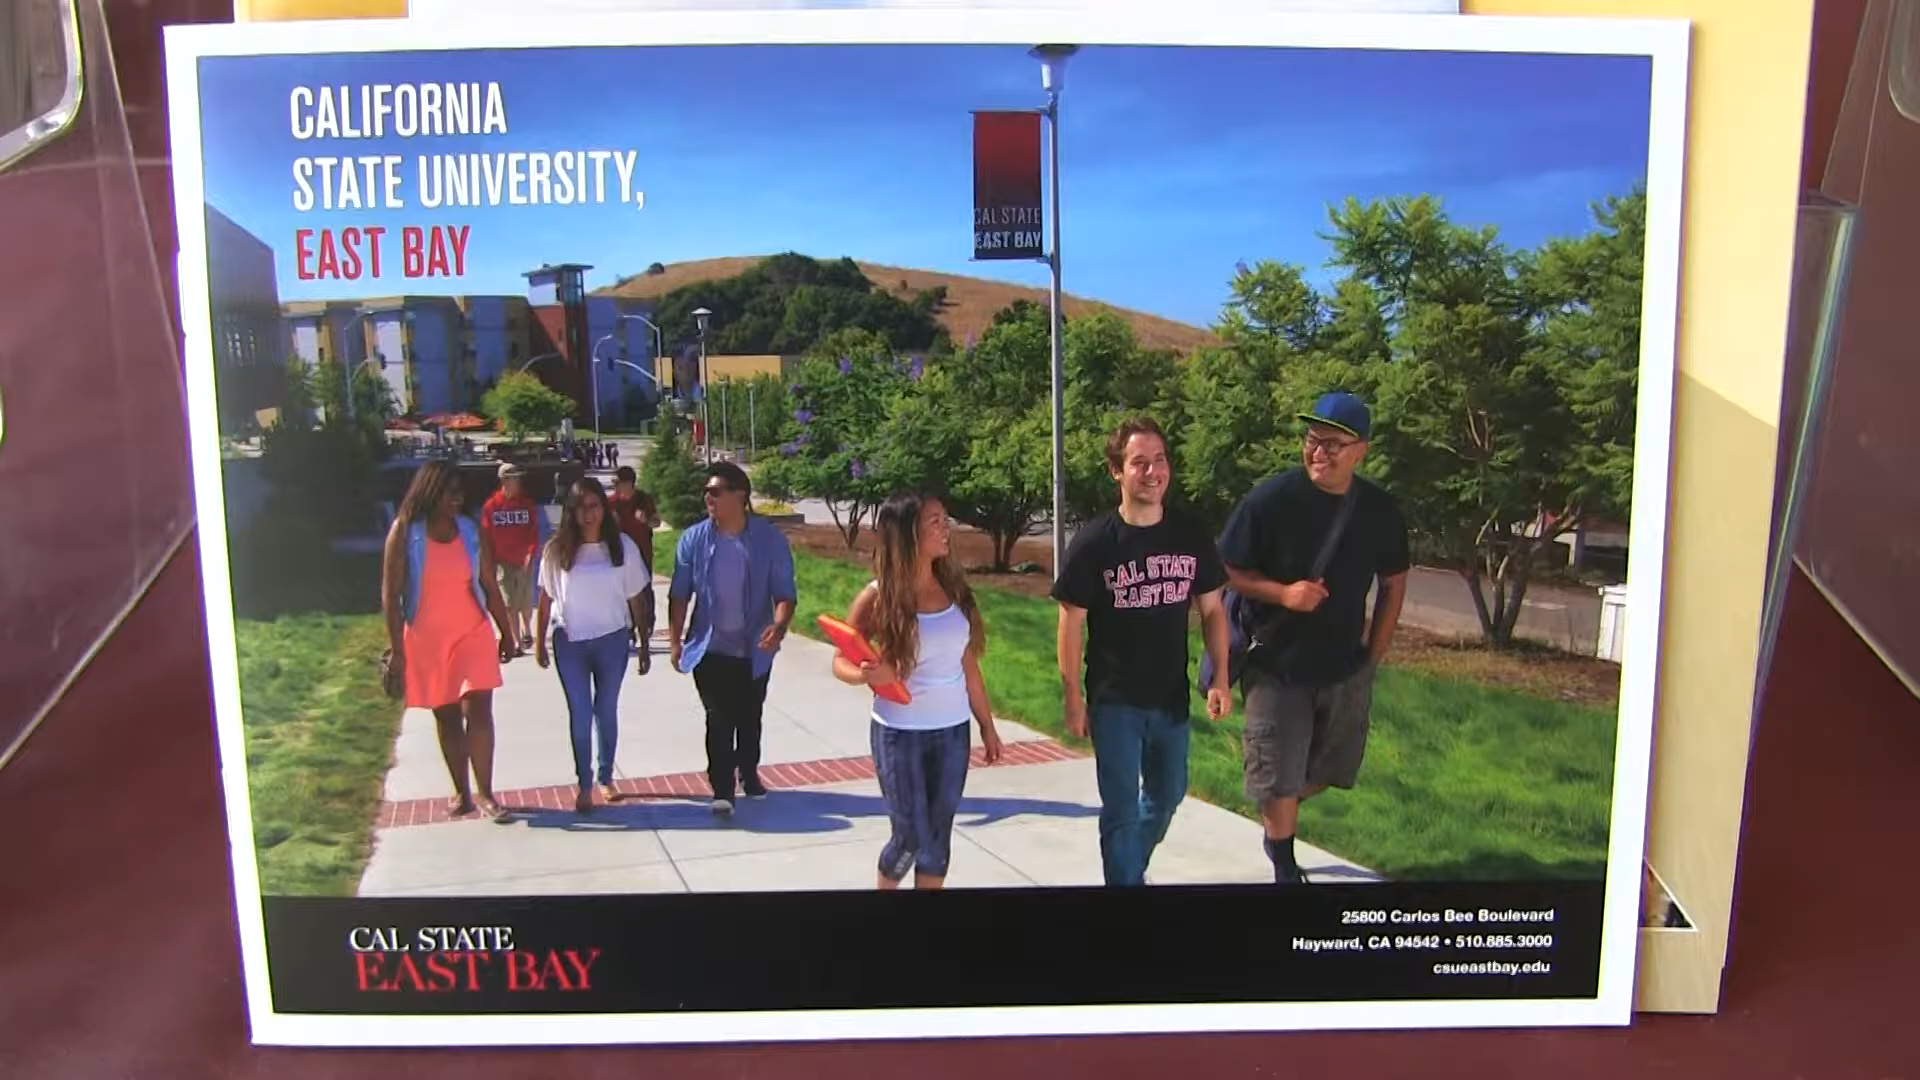 CALIFORNIA
STATE UNIVERSITY,
EAST BAY
CAL STATE
EAST BAY
CSUEB
CAL STATE
EAST BAY
CAL STATE
EAST BAY
25800 Carlos Bee Boulevard
Hayward, CA 94542 • 510.885.3000
csueastbay.edu